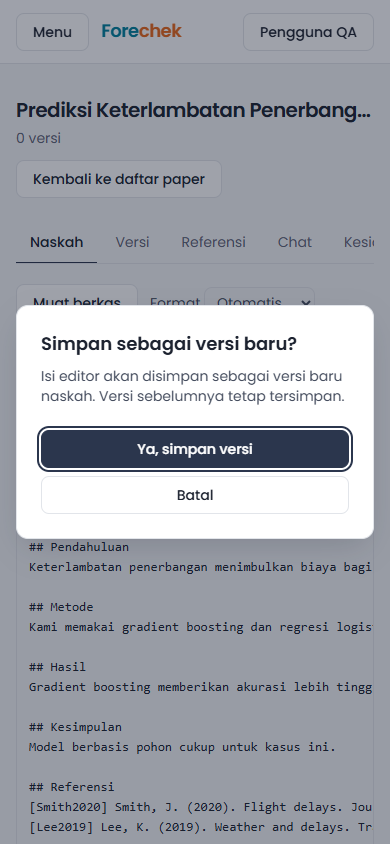 Menu
Forechek
Pengguna QA
Prediksi Keterlambatan Penerbang...
0 versi
Kembali ke daftar paper
Naskah Versi Referensi Chat Kesi
Muat berkas Format Otomatis
Simpan sebagai versi baru?
Isi editor akan disimpan sebagai versi baru
naskah. Versi sebelumnya tetap tersimpan.
Ya, simpan versi
Batal
## Pendahuluan
Keterlambatan penerbangan menimbulkan biaya bagi
## Metode
Kami memakai gradient boosting dan regresi logis
## Hasil
Gradient boosting memberikan akurasi lebih tingg
## Kesimpulan
Model berbasis pohon cukup untuk kasus ini.
## Referensi
[Smith2020] Smith, J. (2020). Flight delays. Jou
[Lee2019] Lee, K. (2019). Weather and delays. Tr